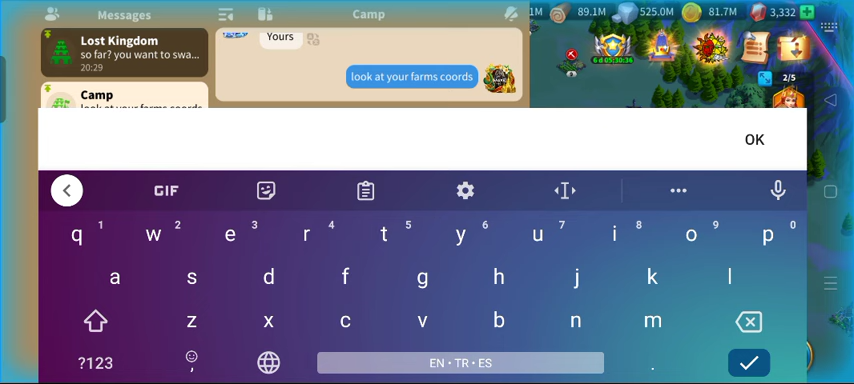 Messages
Camp
1M
89.1M
525.0M
81.7M
3,332
Lost Kingdom
so far? you want to swa...
20:29
Yours
look at your farms coords
6 d 05:30:36
2/5
Camp
look at your farms coords
OK
GIF
q 1 w 2 e 3 r 4 t 5 y 6 u 7 i 8 o 9 p 0
a s d f g h j k l
z x c v b n m
?123 , EN • TR • ES .